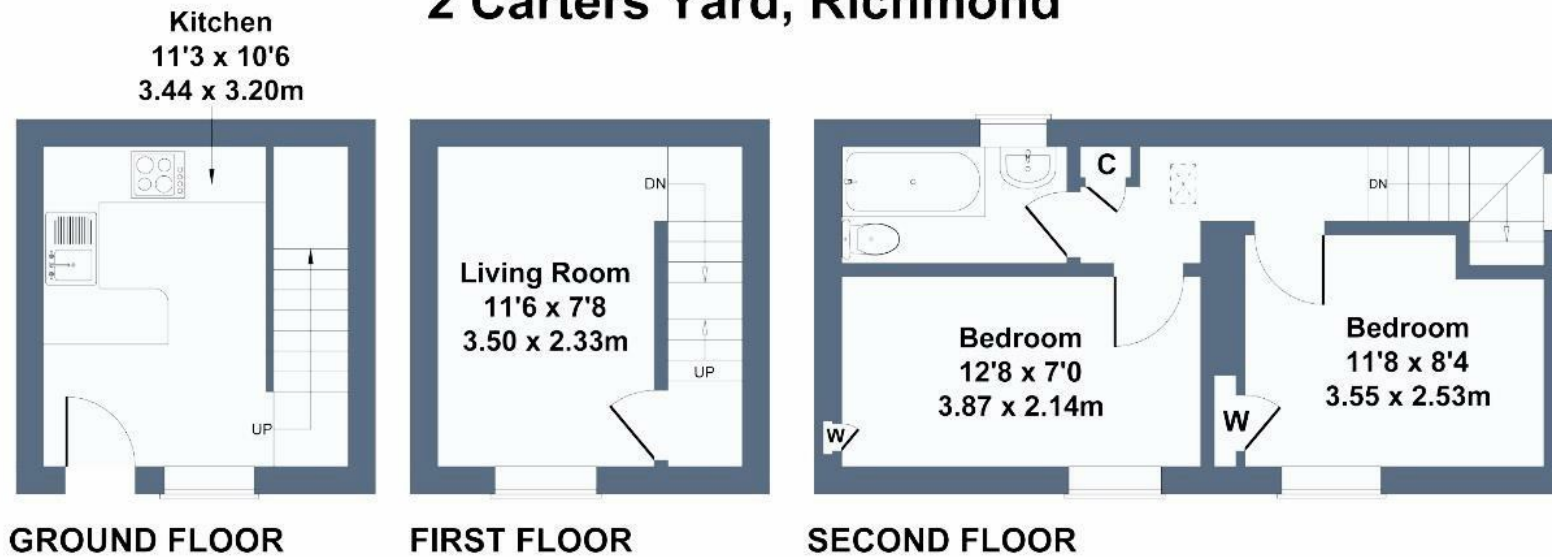 2 Carters Yard, Richmond
Kitchen
11'3 x 10'6
3.44 x 3.20m
UP
DN
Living Room
11'6 x 7'8
3.50 x 2.33m
UP
C
DN
Bedroom
12'8 x 7'0
3.87 x 2.14m
W
Bedroom
11'8 x 8'4
3.55 x 2.53m
W
GROUND FLOOR
FIRST FLOOR
SECOND FLOOR